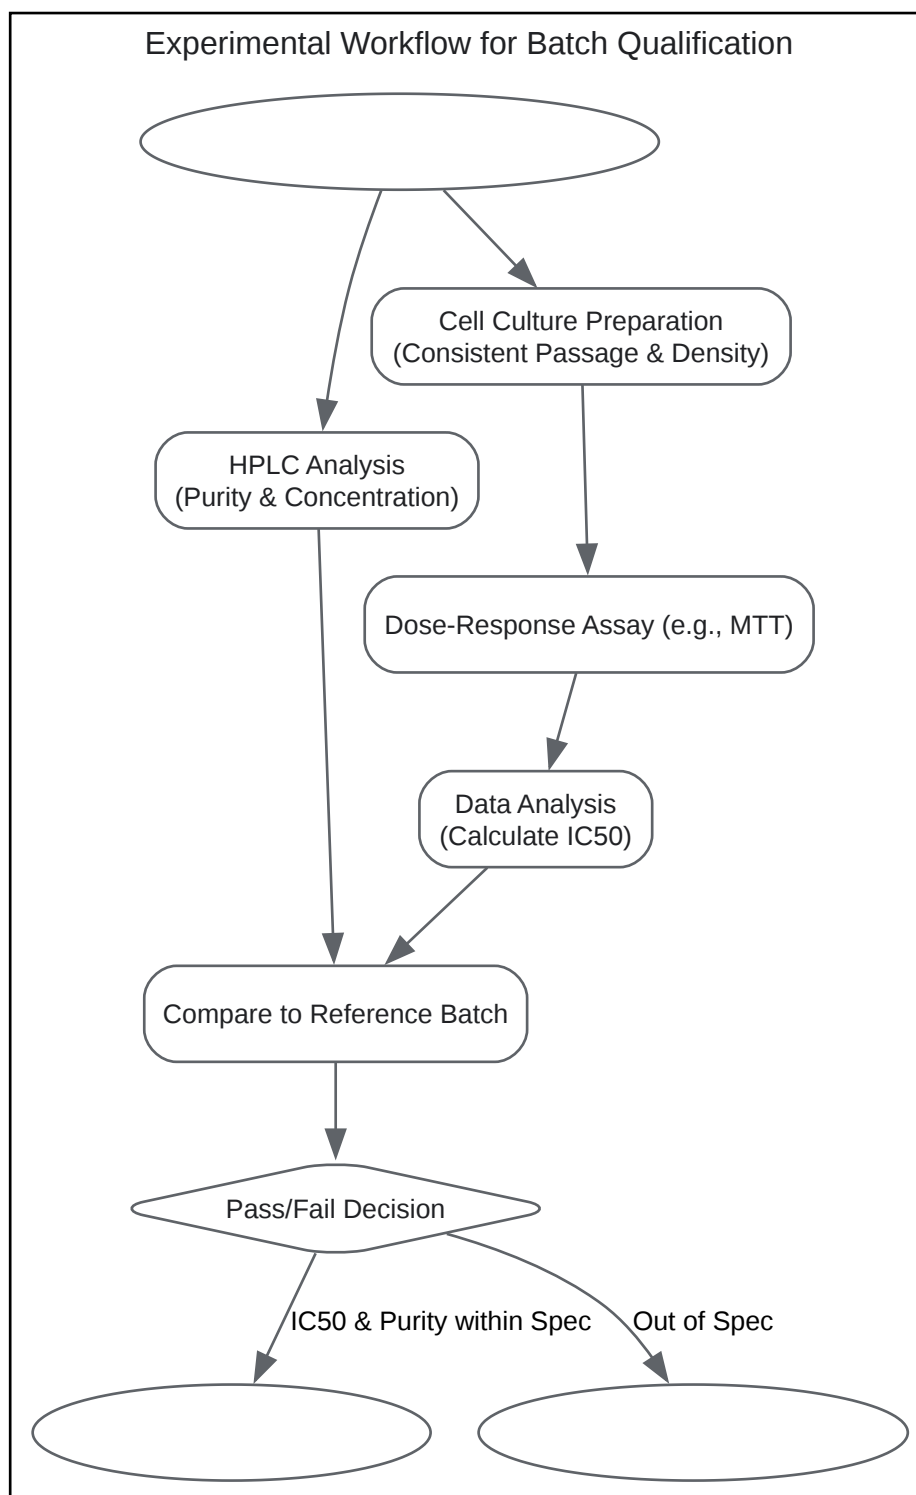 Experimental Workflow for Batch Qualification
Cell Culture Preparation
(Consistent Passage & Density)
HPLC Analysis
(Purity & Concentration)
Dose-Response Assay (e.g., MTT)
Data Analysis
(Calculate IC50)
Compare to Reference Batch
Pass/Fail Decision
IC50 & Purity within Spec
Out of Spec